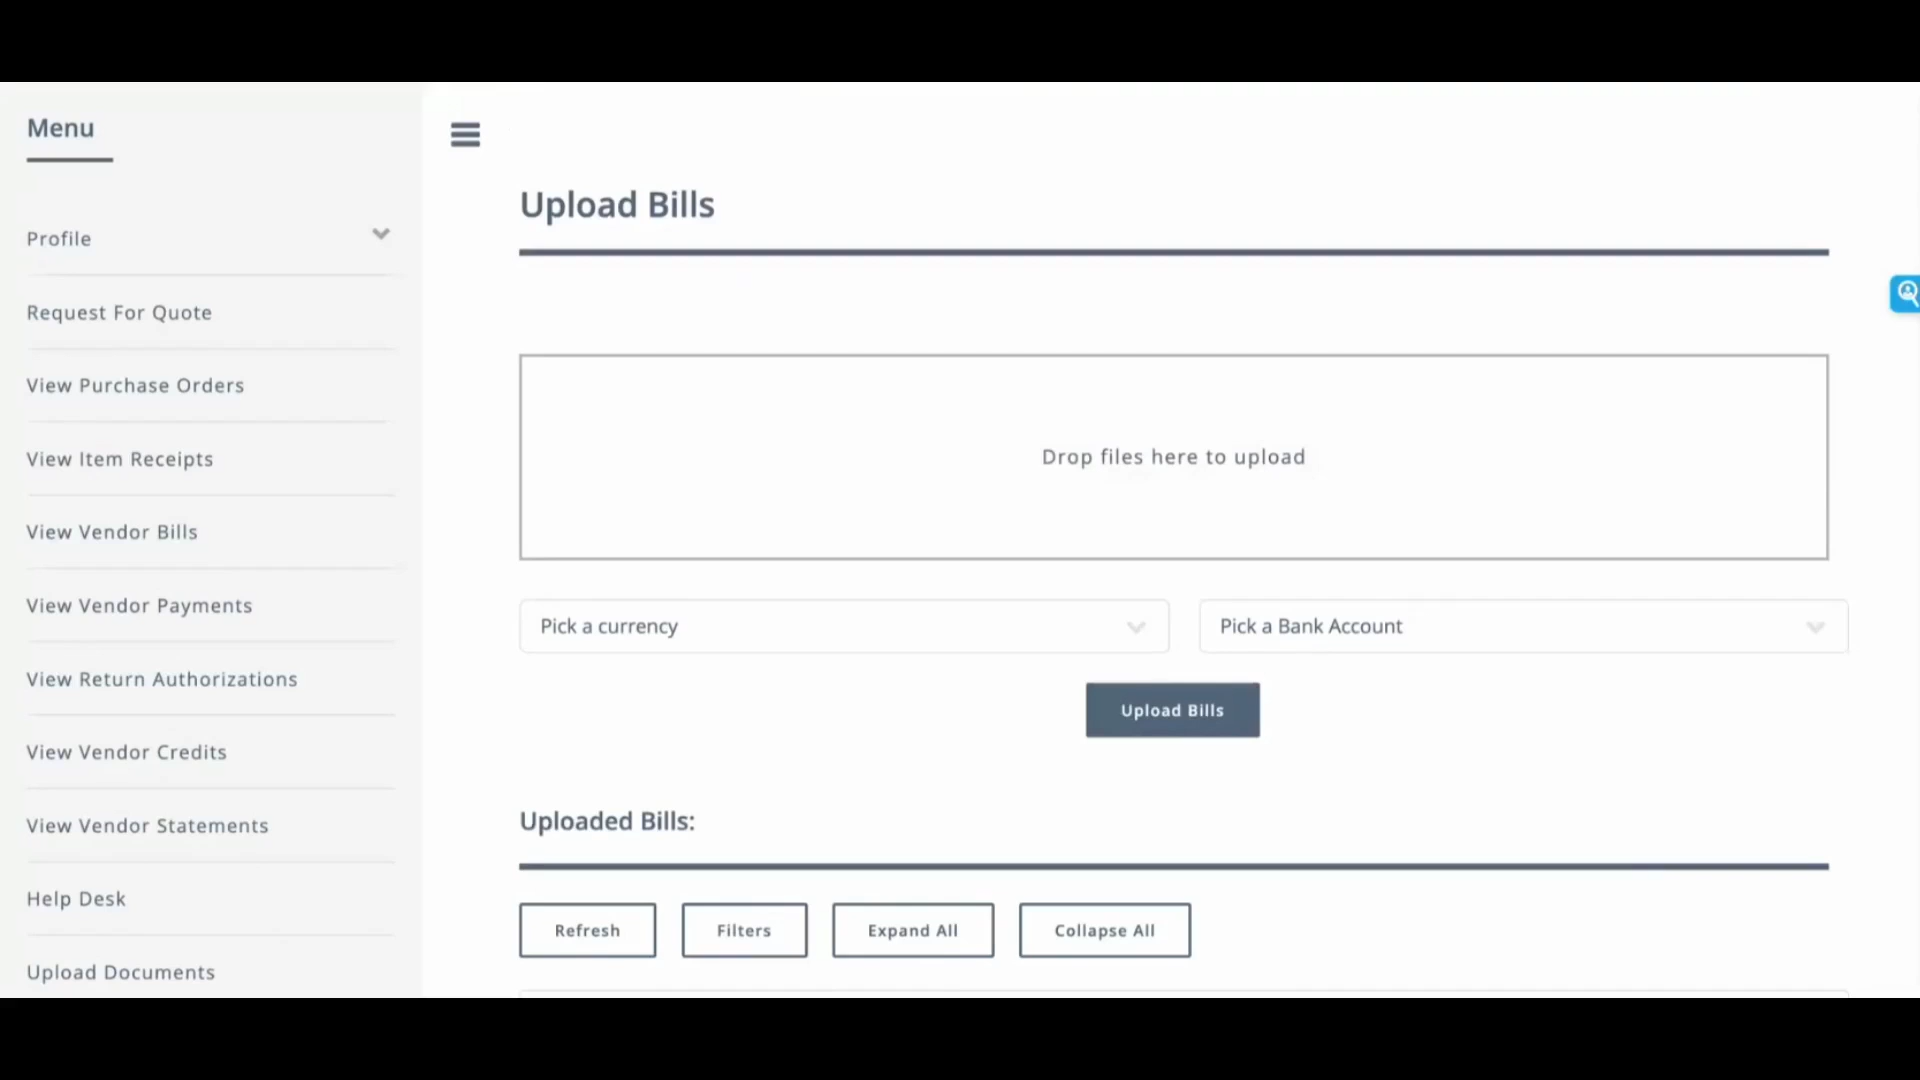 Menu
Profile
Request For Quote
View Purchase Orders
View Item Receipts
View Vendor Bills
View Vendor Payments
View Return Authorizations
View Vendor Credits
View Vendor Statements
Help Desk
Upload Documents
Upload Bills
Drop files here to upload
Pick a currency
Pick a Bank Account
Upload Bills
Uploaded Bills:
Refresh
Filters
Expand All
Collapse All